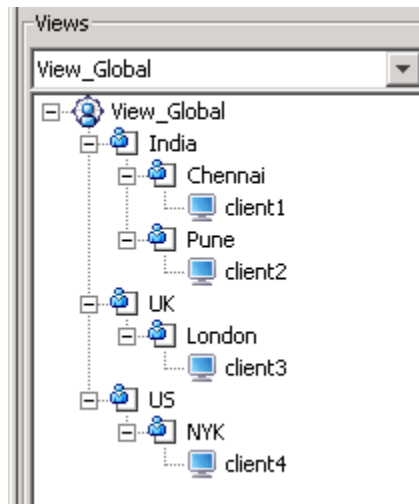 Views
View_Global
View_Global
India
Chennai
client1
Pune
client2
UK
London
client3
US
NYK
client4